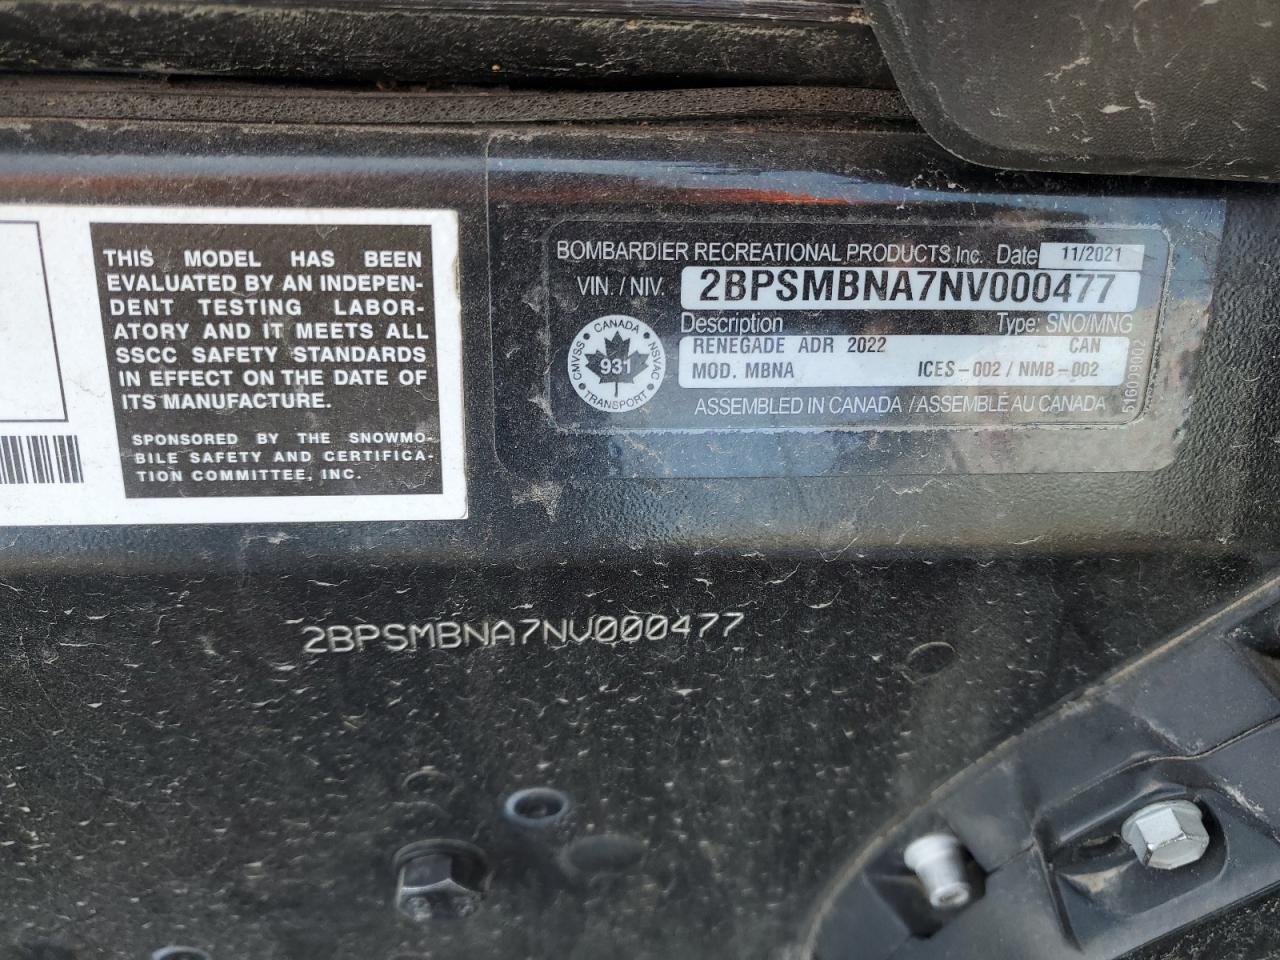 THIS MODEL HAS BEEN
EVALUATED BY AN INDEPEN-
DENT TESTING LABOR-
ATORY AND IT MEETS ALL
SSCC SAFETY STANDARDS
IN EFFECT ON THE DATE OF
ITS MANUFACTURE.
SPONSORED BY THE SNOWMO-
BILE SAFETY AND CERTIFICA-
TION COMMITTEE, INC.
BOMBARDIER RECREATIONAL PRODUCTS Inc. Date 11/2021
VIN. / NIV. 2BPSMBNA7NV000477
Description Type: SNO/MNG
RENEGADE ADR 2022 CAN
MOD. MBNA ICES-002 / NMB-002
ASSEMBLED IN CANADA / ASSEMBLÉ AU CANADA
CANADA
CMVSS 931 NSVAC
TRANSPORT
516009002
2BPSMBNA7NV000477